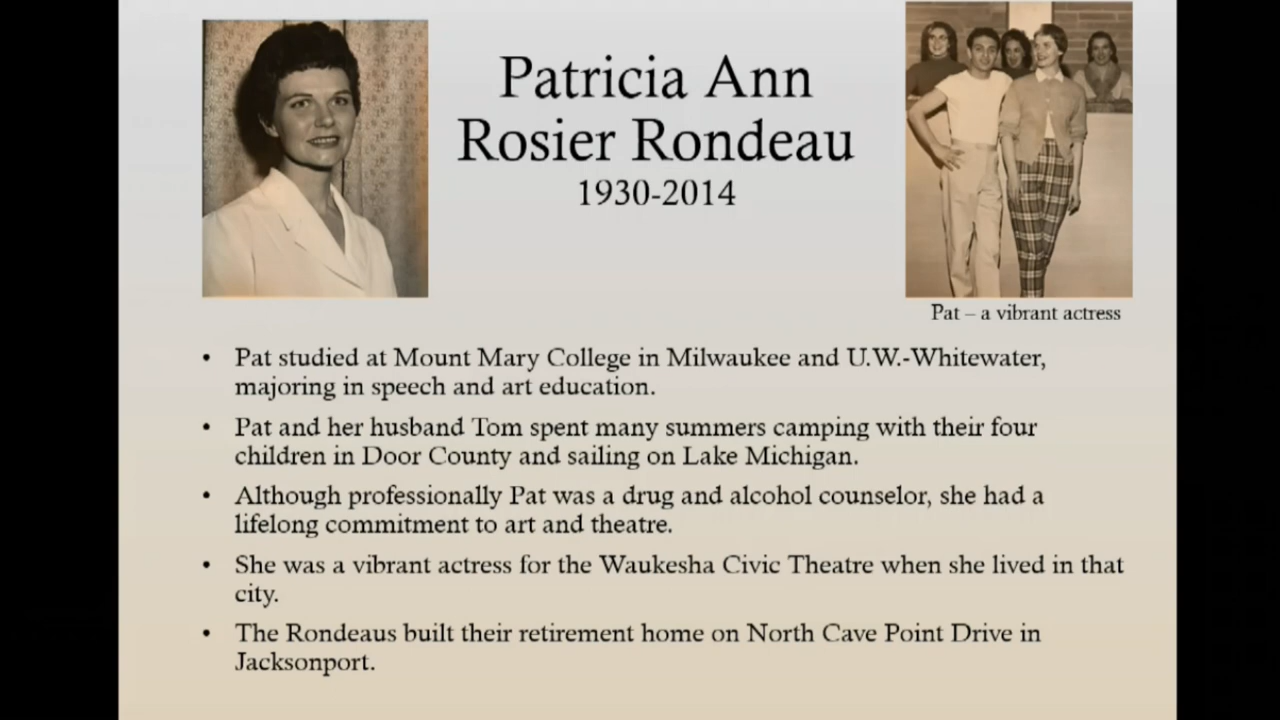 Patricia Ann
Rosier Rondeau
1930-2014
Pat – a vibrant actress
• Pat studied at Mount Mary College in Milwaukee and U.W.-Whitewater,
majoring in speech and art education.
• Pat and her husband Tom spent many summers camping with their four
children in Door County and sailing on Lake Michigan.
• Although professionally Pat was a drug and alcohol counselor, she had a
lifelong commitment to art and theatre.
• She was a vibrant actress for the Waukesha Civic Theatre when she lived in that
city.
• The Rondeaus built their retirement home on North Cave Point Drive in
Jacksonport.